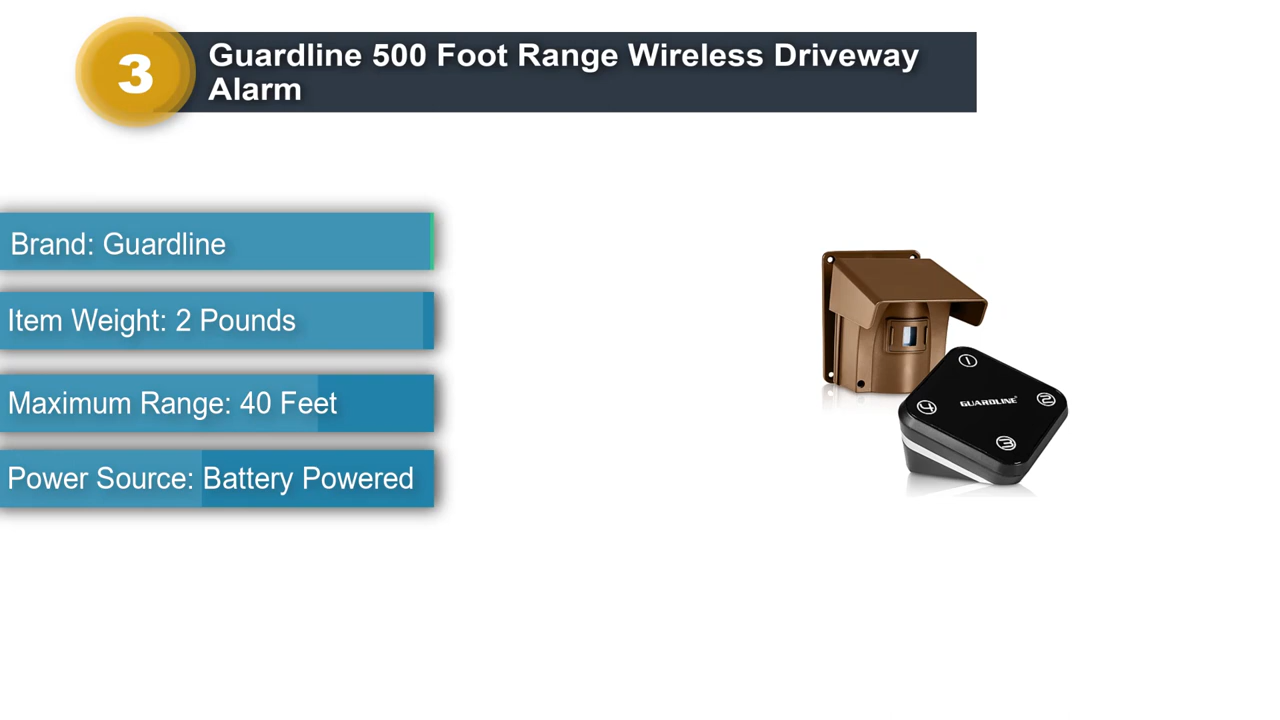 3
Guardline 500 Foot Range Wireless Driveway
Alarm
Brand: Guardline
Item Weight: 2 Pounds
Maximum Range: 40 Feet
Power Source: Battery Powered
1
4
GUARDLINE
2
3